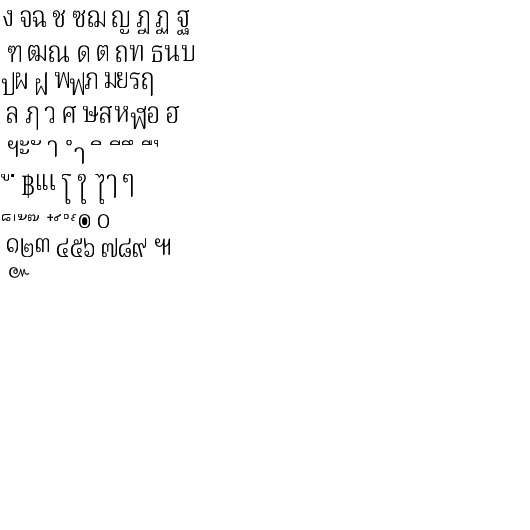 งจฉชซฌญฎฏฐ
ฑฒณดตถทธนบ
ปผฝพฟภมยรฤ
ลฦวศษสหฬอฮ
ฯะัาำิีึืฺุ
ู฿เแโใไๅๆ
็่้๊๋์ํ๎๏๐
๑๒๓๔๕๖๗๘๙๚
๛